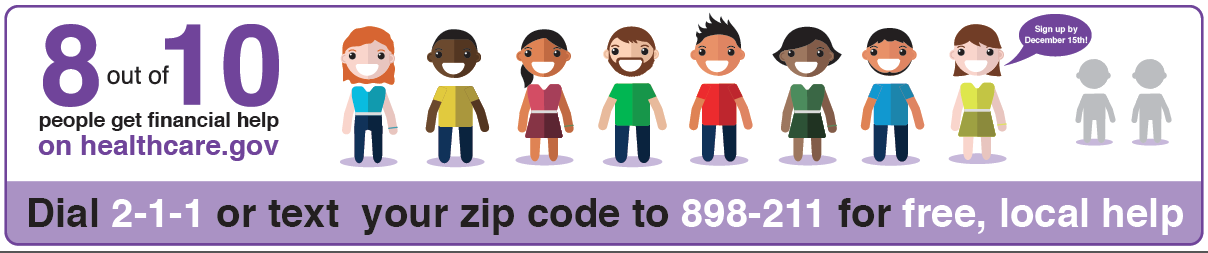 8 out of 10
people get financial help
on healthcare.gov
Sign up by
December 15th!
Dial 2-1-1 or text your zip code to 898-211 for free, local help